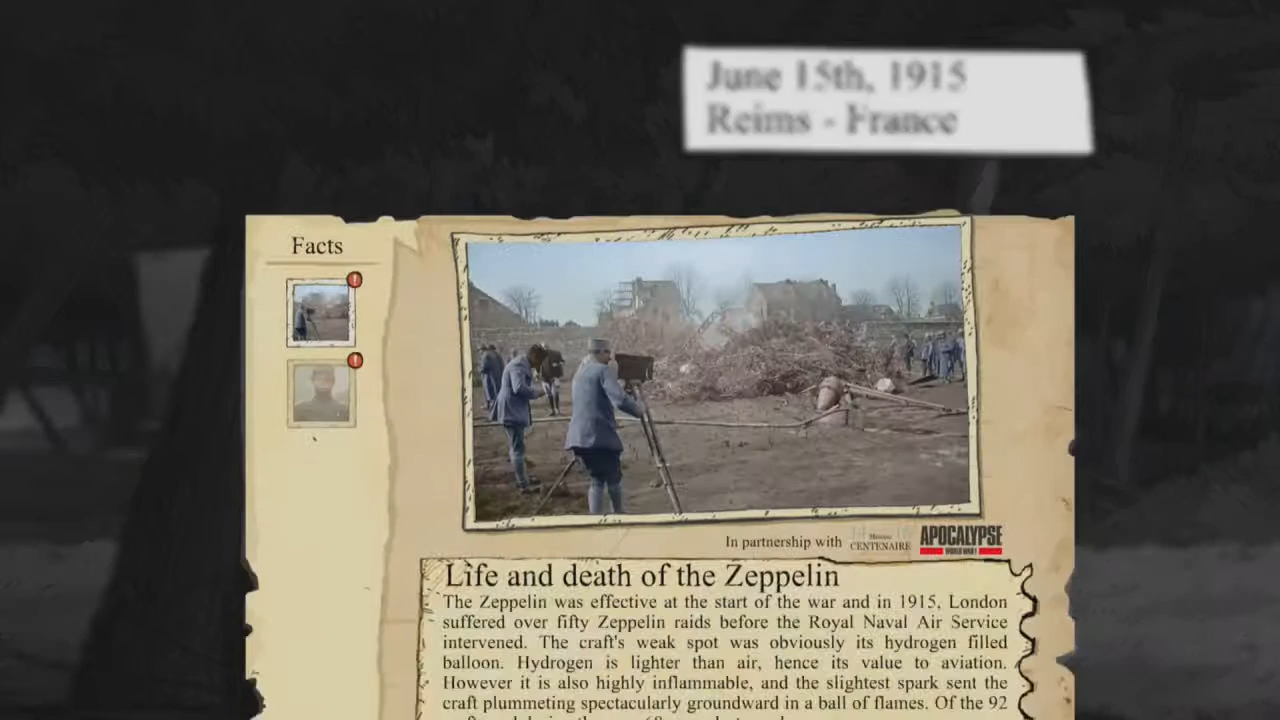 June 15th, 1915
Reims - France
Facts
In partnership with
Mission
CENTENAIRE
APOCALYPSE
WORLD WAR I
Life and death of the Zeppelin
The Zeppelin was effective at the start of the war and in 1915, London
suffered over fifty Zeppelin raids before the Royal Naval Air Service
intervened. The craft's weak spot was obviously its hydrogen filled
balloon. Hydrogen is lighter than air, hence its value to aviation.
However it is also highly inflammable, and the slightest spark sent the
craft plummeting spectacularly groundward in a ball of flames. Of the 92